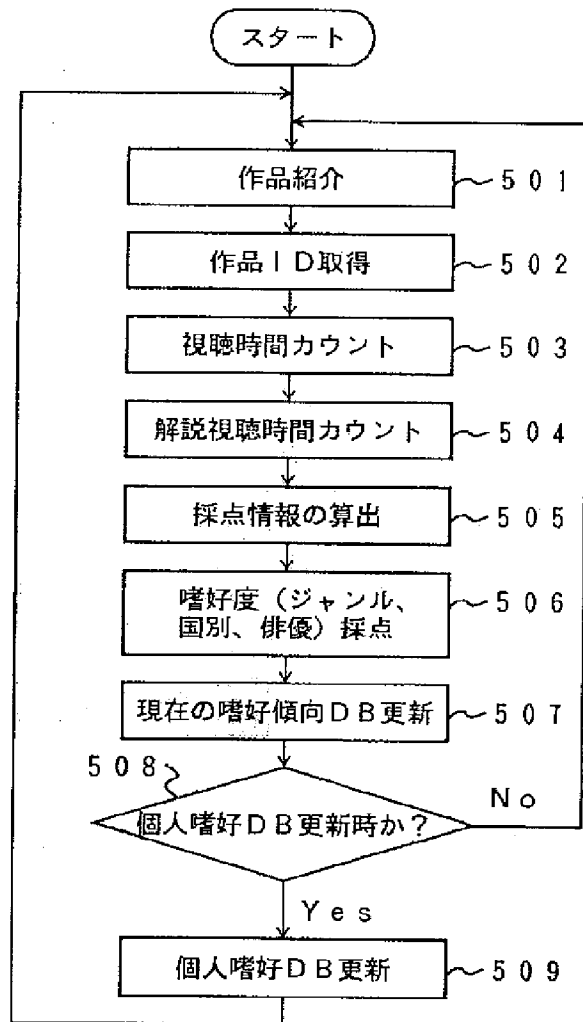 スタート
作品紹介
501
作品ID取得
502
視聴時間カウント
503
解説視聴時間カウント
504
採点情報の算出
505
嗜好度(ジャンル、
国別、俳優)採点
506
現在の嗜好傾向DB更新
507
508
個人嗜好DB更新時か?
No
Yes
個人嗜好DB更新
509